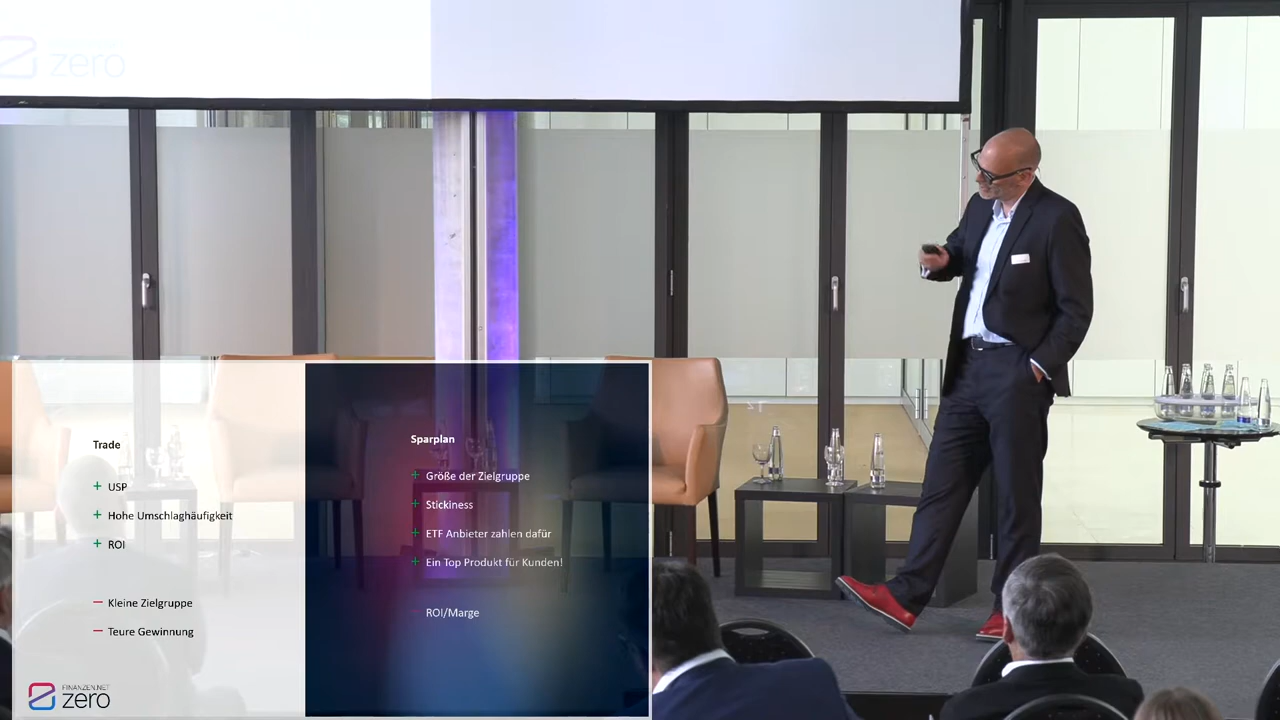 zero
Trade
+ USP
+ Hohe Umschlaghäufigkeit
+ ROI
– Kleine Zielgruppe
– Teure Gewinnung
FINANZEN.NET
zero
Sparplan
+ Größe der Zielgruppe
+ Stickiness
+ ETF Anbieter zahlen dafür
+ Ein Top Produkt für Kunden!
ROI/Marge